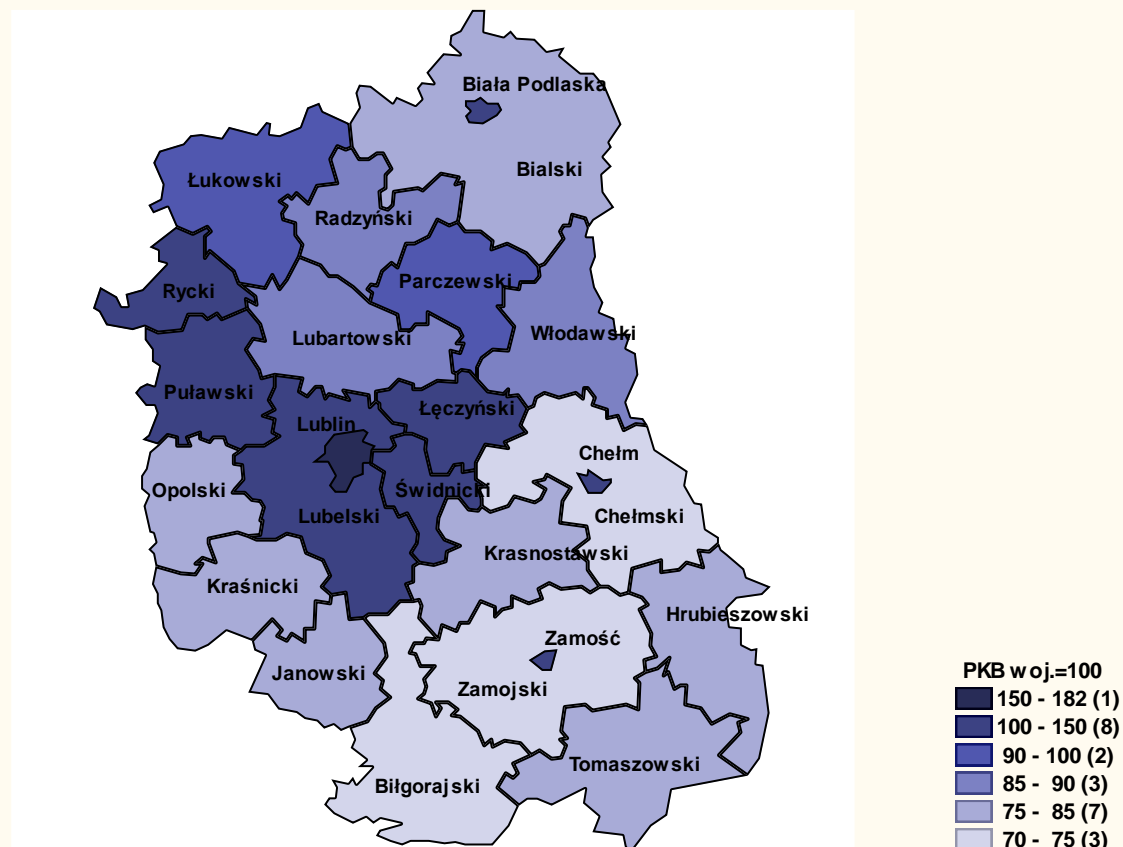 Biała Podlaska
Bialski
Łukowski
Radzyński
Parczewski
Rycki
Włodawski
Lubartowski
Puławski
Łęczyński
Lublin
Chełm
Opolski
Świdnicki
Lubelski
Chełmski
Krasnostawski
Kraśnicki
Hrubieszowski
Zamość
Janowski
Zamojski
Tomaszowski
Biłgorajski
PKB woj.=100
150 - 182 (1)
100 - 150 (8)
90 - 100 (2)
85 - 90 (3)
75 - 85 (7)
70 - 75 (3)